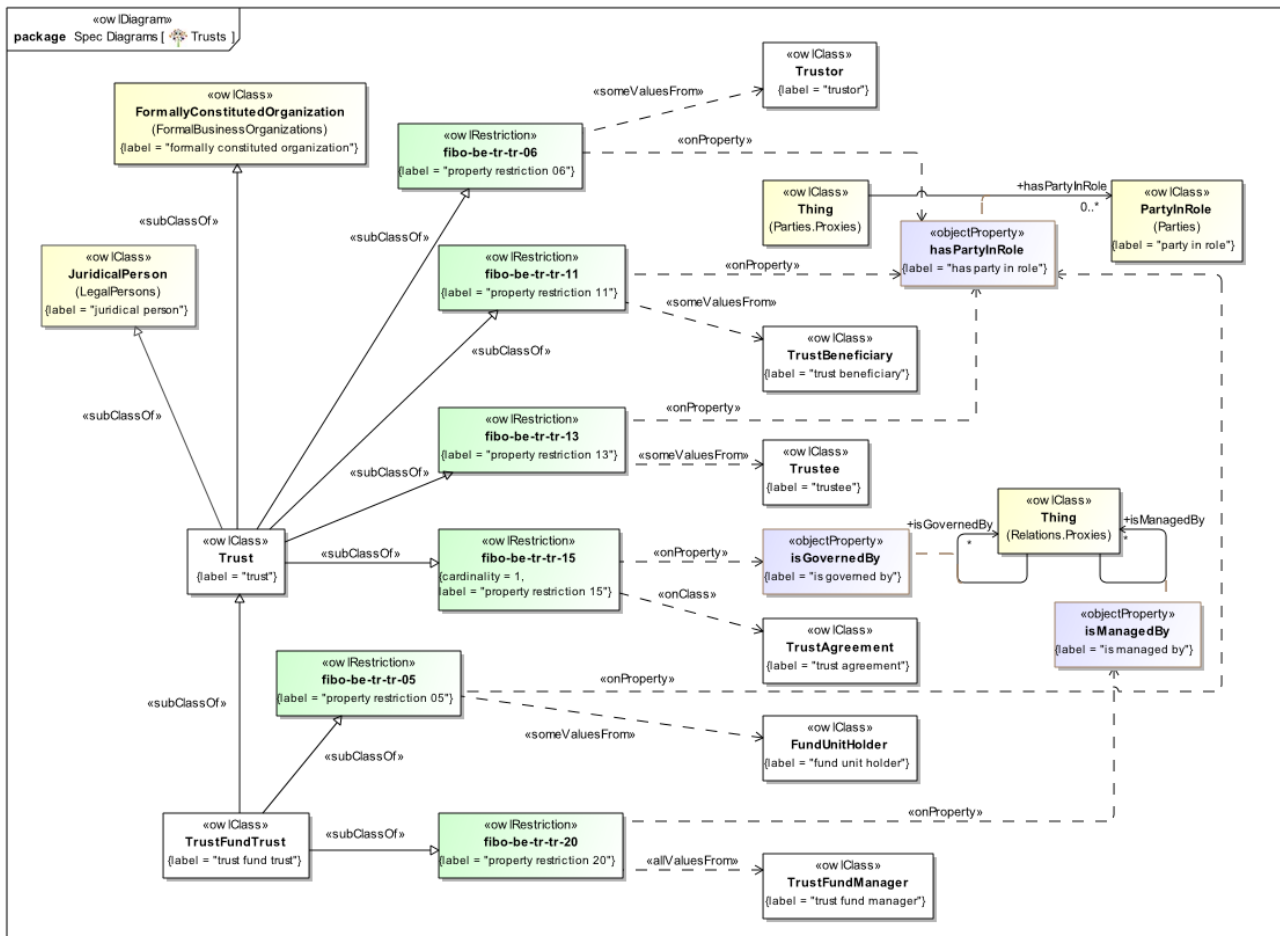 «owlDiagram»
package Spec Diagrams [ Trusts ]
«owlClass»
Trustor
{label = "trustor"}
«someValuesFrom»
«owlClass»
FormallyConstitutedOrganization
(FormalBusinessOrganizations)
{label = "formally constituted organization"}
«owlRestriction»
fibo-be-tr-tr-06
{label = "property restriction 06"}
«onProperty»
«owlClass»
Thing
(Parties.Proxies)
+hasPartyInRole
0..*
«owlClass»
PartyInRole
(Parties)
{label = "party in role"}
«subClassOf»
«subClassOf»
«objectProperty»
hasPartyInRole
{label = "has party in role"}
«owlClass»
JuridicalPerson
(LegalPersons)
{label = "juridical person"}
«owlRestriction»
fibo-be-tr-tr-11
{label = "property restriction 11"}
«onProperty»
«someValuesFrom»
«owlClass»
TrustBeneficiary
{label = "trust beneficiary"}
«subClassOf»
«subClassOf»
«owlRestriction»
fibo-be-tr-tr-13
{label = "property restriction 13"}
«onProperty»
«someValuesFrom»
«owlClass»
Trustee
{label = "trustee"}
«subClassOf»
«owlClass»
Trust
{label = "trust"}
«subClassOf»
«owlRestriction»
fibo-be-tr-tr-15
{cardinality = 1,
label = "property restriction 15"}
«onProperty»
«onClass»
«objectProperty»
isGovernedBy
{label = "is governed by"}
+isGovernedBy
*
«owlClass»
Thing
(Relations.Proxies)
+isManagedBy
*
«objectProperty»
isManagedBy
{label = "is managed by"}
«owlClass»
TrustAgreement
{label = "trust agreement"}
«owlRestriction»
fibo-be-tr-tr-05
{label = "property restriction 05"}
«onProperty»
«someValuesFrom»
«owlClass»
FundUnitHolder
{label = "fund unit holder"}
«subClassOf»
«subClassOf»
«owlClass»
TrustFundTrust
{label = "trust fund trust"}
«subClassOf»
«owlRestriction»
fibo-be-tr-tr-20
{label = "property restriction 20"}
«onProperty»
«allValuesFrom»
«owlClass»
TrustFundManager
{label = "trust fund manager"}